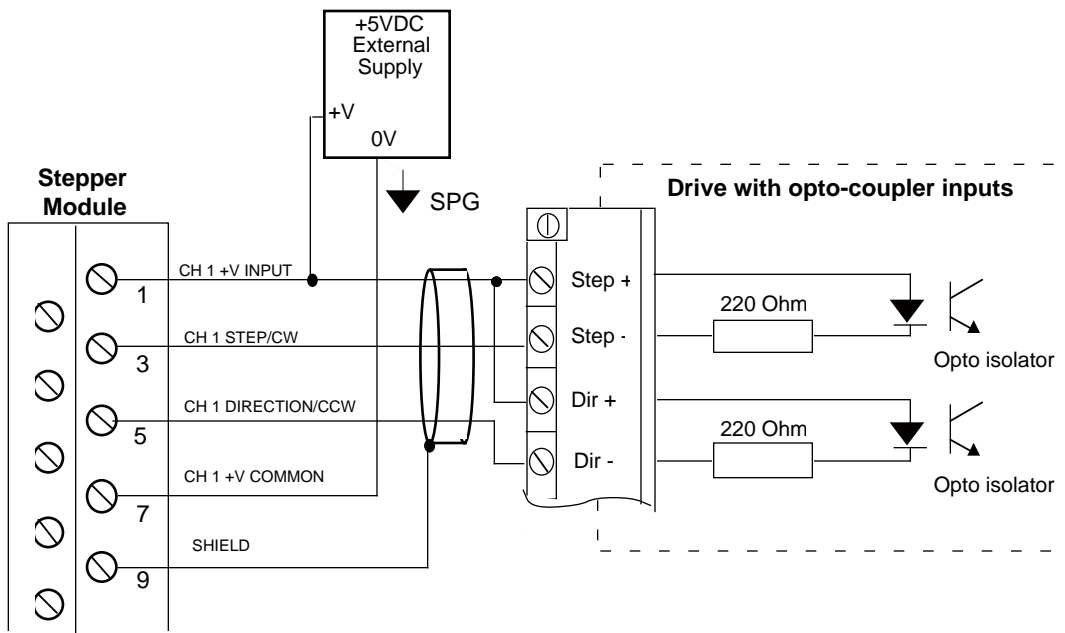 +5VDC
External
Supply
+V
0V
SPG
Stepper
Module
Drive with opto-coupler inputs
CH 1 +V INPUT
1
CH 1 STEP/CW
3
CH 1 DIRECTION/CCW
5
CH 1 +V COMMON
7
SHIELD
9
Step +
Step -
Dir +
Dir -
220 Ohm
Opto isolator
220 Ohm
Opto isolator